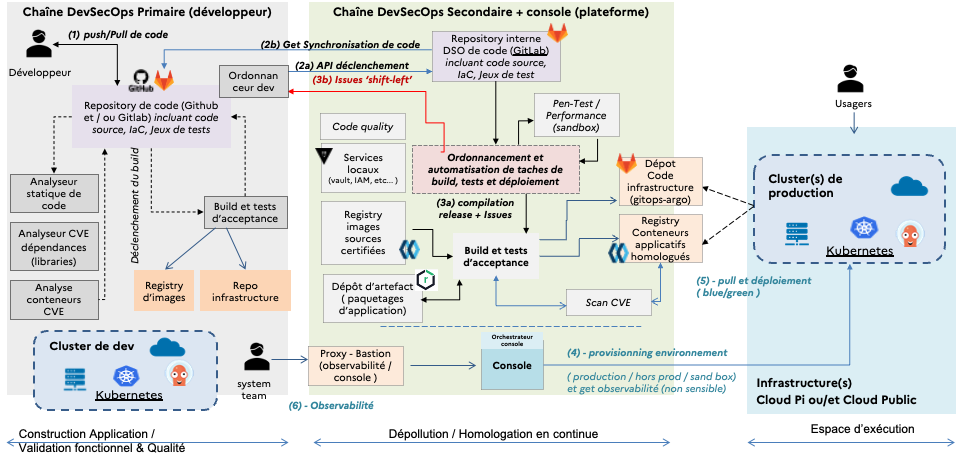 Chaîne DevSecOps Primaire (développeur)
(1) push/Pull de code
Développeur
GitHub
Ordonnan
ceur dev
Repository de code (Github
et / ou Gitlab) incluant code
source, IaC, Jeux de tests
Déclenchement du build
Analyseur
statique de
code
Analyseur CVE
dépendances
(libraries)
Analyse
conteneurs
CVE
Build et tests
d'acceptance
Registry
d'images
Repo
infrastructure
Cluster de dev
Kubernetes
system
team
Chaîne DevSecOps Secondaire + console (plateforme)
(2b) Get Synchronisation de code
(2a) API déclenchement
(3b) Issues 'shift-left'
Repository interne
DSO de code (GitLab)
incluant code source,
IaC, Jeux de test
Pen-Test /
Performance
(sandbox)
Code quality
Services
locaux
(vault, IAM, etc... )
Ordonnancement et
automatisation de taches de
build, tests et déploiement
(3a) compilation
release + Issues
Registry
images
sources
certifiées
Build et tests
d'acceptance
Dépôt d'artefact
( paquetages
d'application)
Scan CVE
Dépot
Code
infrastructure
(gitops-argo)
Registry
Conteneurs
applicatifs
homologués
Proxy - Bastion
(observabilité /
console )
Orchestrateur
console
Console
(6) - Observabilité
(4) - provisionning environnement
( production / hors prod / sand box)
et get observabilité (non sensible)
(5) - pull et déploiement
( blue/green )
Usagers
Cluster(s) de
production
Kubernetes
Infrastructure(s)
Cloud Pi ou/et Cloud Public
Construction Application /
Validation fonctionnel & Qualité
Dépollution / Homologation en continue
Espace d'exécution